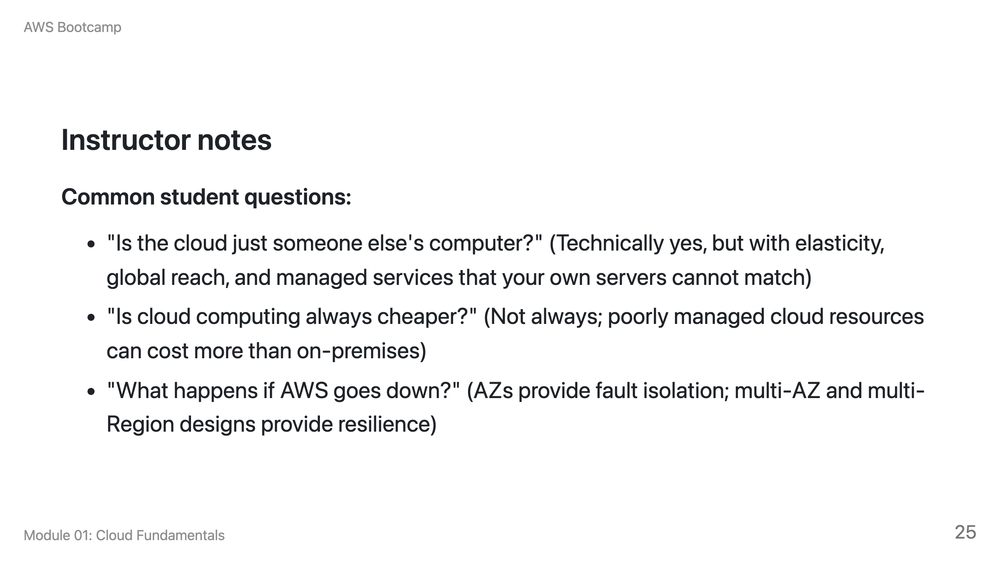 AWS Bootcamp
Instructor notes
Common student questions:
• "Is the cloud just someone else's computer?" (Technically yes, but with elasticity,
global reach, and managed services that your own servers cannot match)
• "Is cloud computing always cheaper?" (Not always; poorly managed cloud resources
can cost more than on-premises)
• "What happens if AWS goes down?" (AZs provide fault isolation; multi-AZ and multi-
Region designs provide resilience)
Module 01: Cloud Fundamentals
25